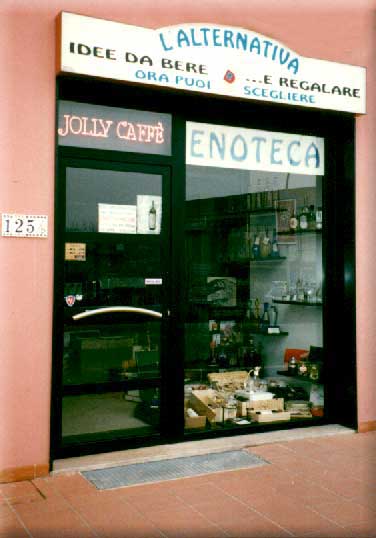 L'ALTERNATIVA
IDEE DA BERE ...E REGALARE
ORA PUOI SCEGLIERE
JOLLY CAFFÈ
ENOTECA
125